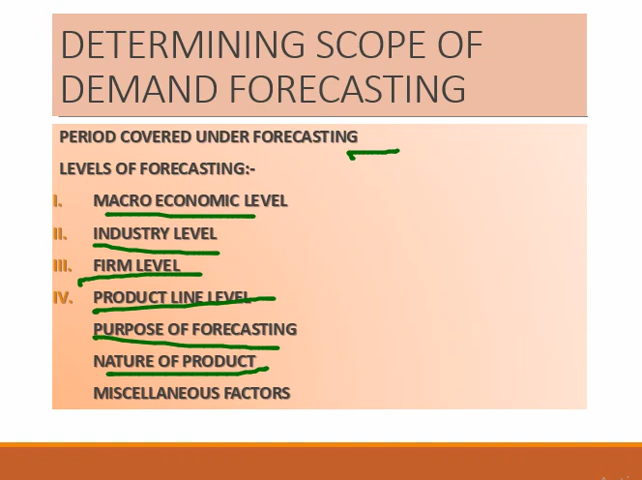 DETERMINING SCOPE OF
DEMAND FORECASTING
PERIOD COVERED UNDER FORECASTING
LEVELS OF FORECASTING:-
I. MACRO ECONOMIC LEVEL
II. INDUSTRY LEVEL
III. FIRM LEVEL
IV. PRODUCT LINE LEVEL
PURPOSE OF FORECASTING
NATURE OF PRODUCT
MISCELLANEOUS FACTORS